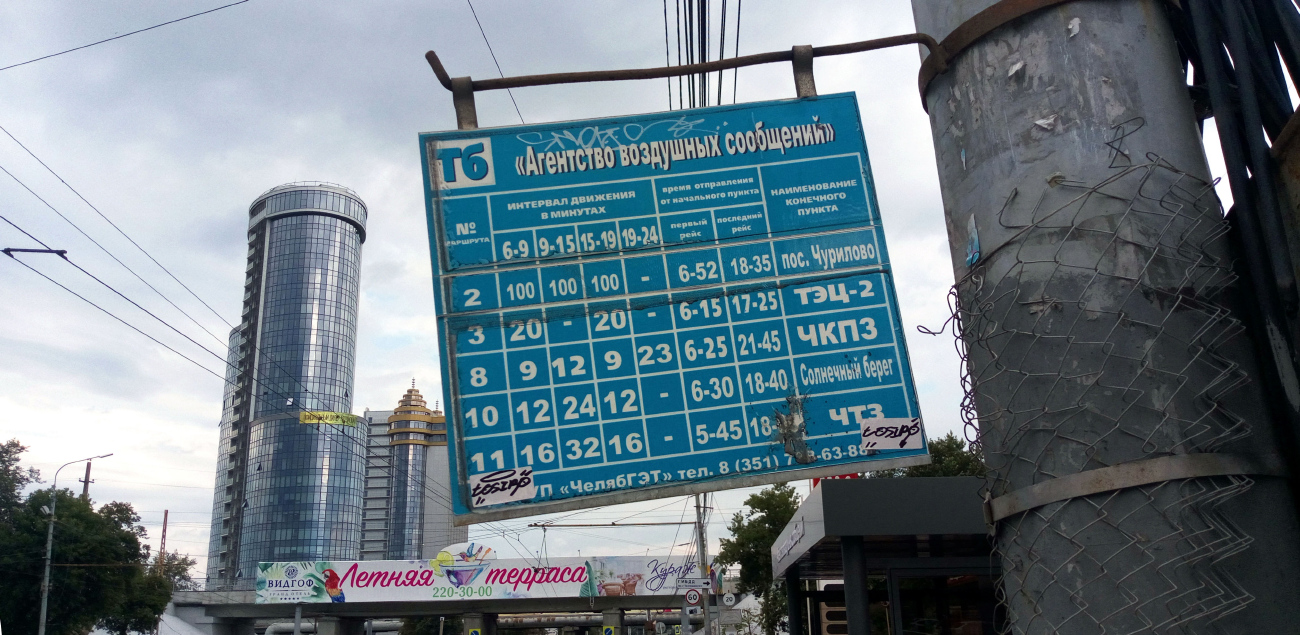 Тб «Агентство воздушных сообщений»
№ маршрута ИНТЕРВАЛ ДВИЖЕНИЯ В МИНУТАХ время отправления от начального пункта НАИМЕНОВАНИЕ КОНЕЧНОГО ПУНКТА
6-9 9-15 15-19 19-24 первый рейс последний рейс
2 100 100 100 - 6-52 18-35 пос. Чурилово
3 20 - 20 - 6-15 17-25 ТЭЦ-2
8 9 12 9 23 6-25 21-45 ЧКПЗ
10 12 24 12 - 6-30 18-40 Солнечный берег
11 16 32 16 - 5-45 18- ЧТЗ
«ЧелябГЭТ» тел. 8 (351)
ВИДГОФ
Летняя терраса
220-30-00
Кураж
60